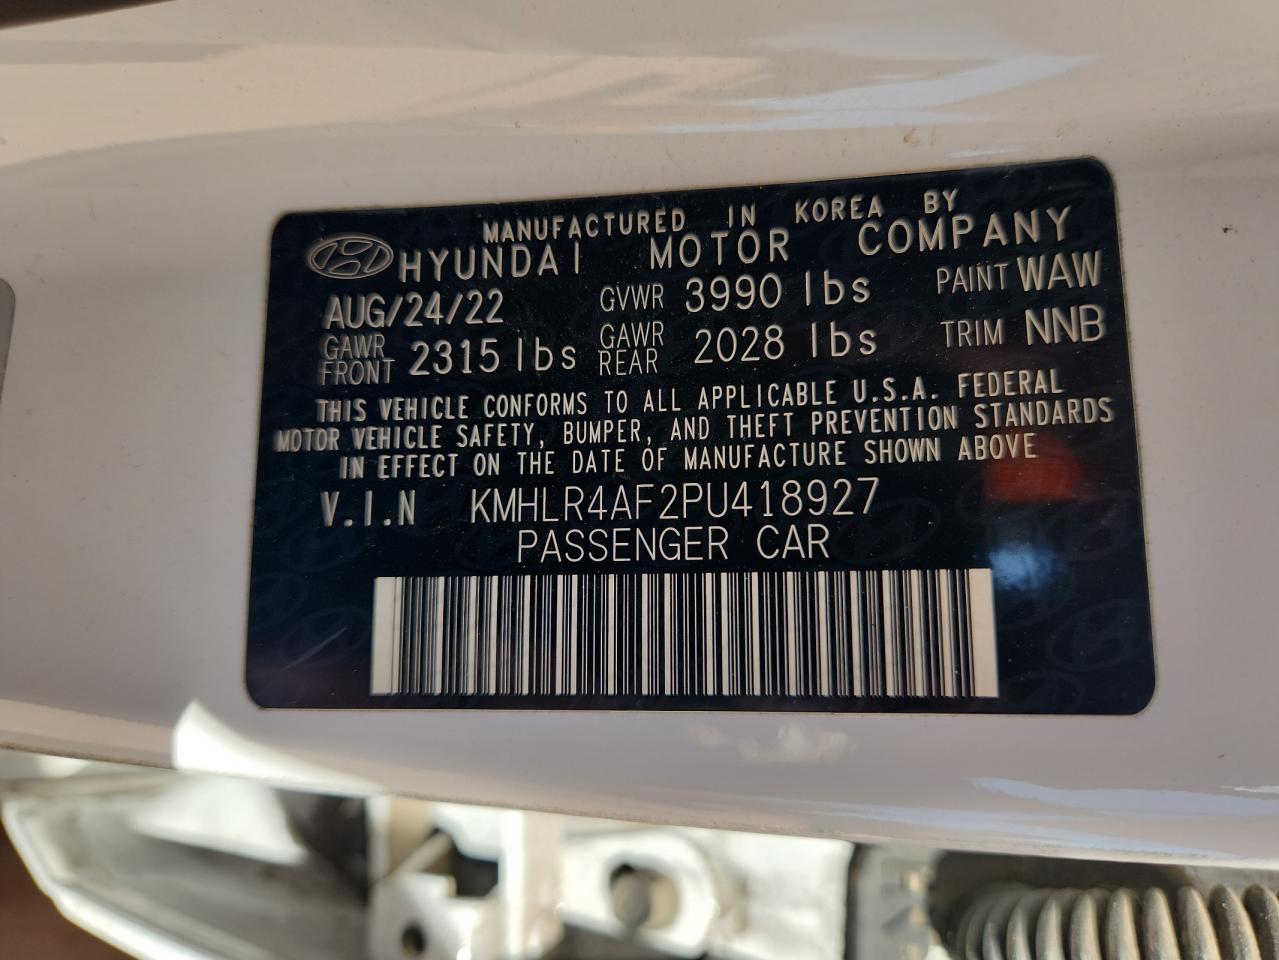 MANUFACTURED IN KOREA BY
HYUNDAI MOTOR COMPANY
AUG/24/22 GVWR 3990 lbs PAINT WAW
GAWR FRONT 2315 lbs GAWR REAR 2028 lbs TRIM NNB
THIS VEHICLE CONFORMS TO ALL APPLICABLE U.S.A. FEDERAL
MOTOR VEHICLE SAFETY, BUMPER, AND THEFT PREVENTION STANDARDS
IN EFFECT ON THE DATE OF MANUFACTURE SHOWN ABOVE
V.I.N KMHLR4AF2PU418927
PASSENGER CAR